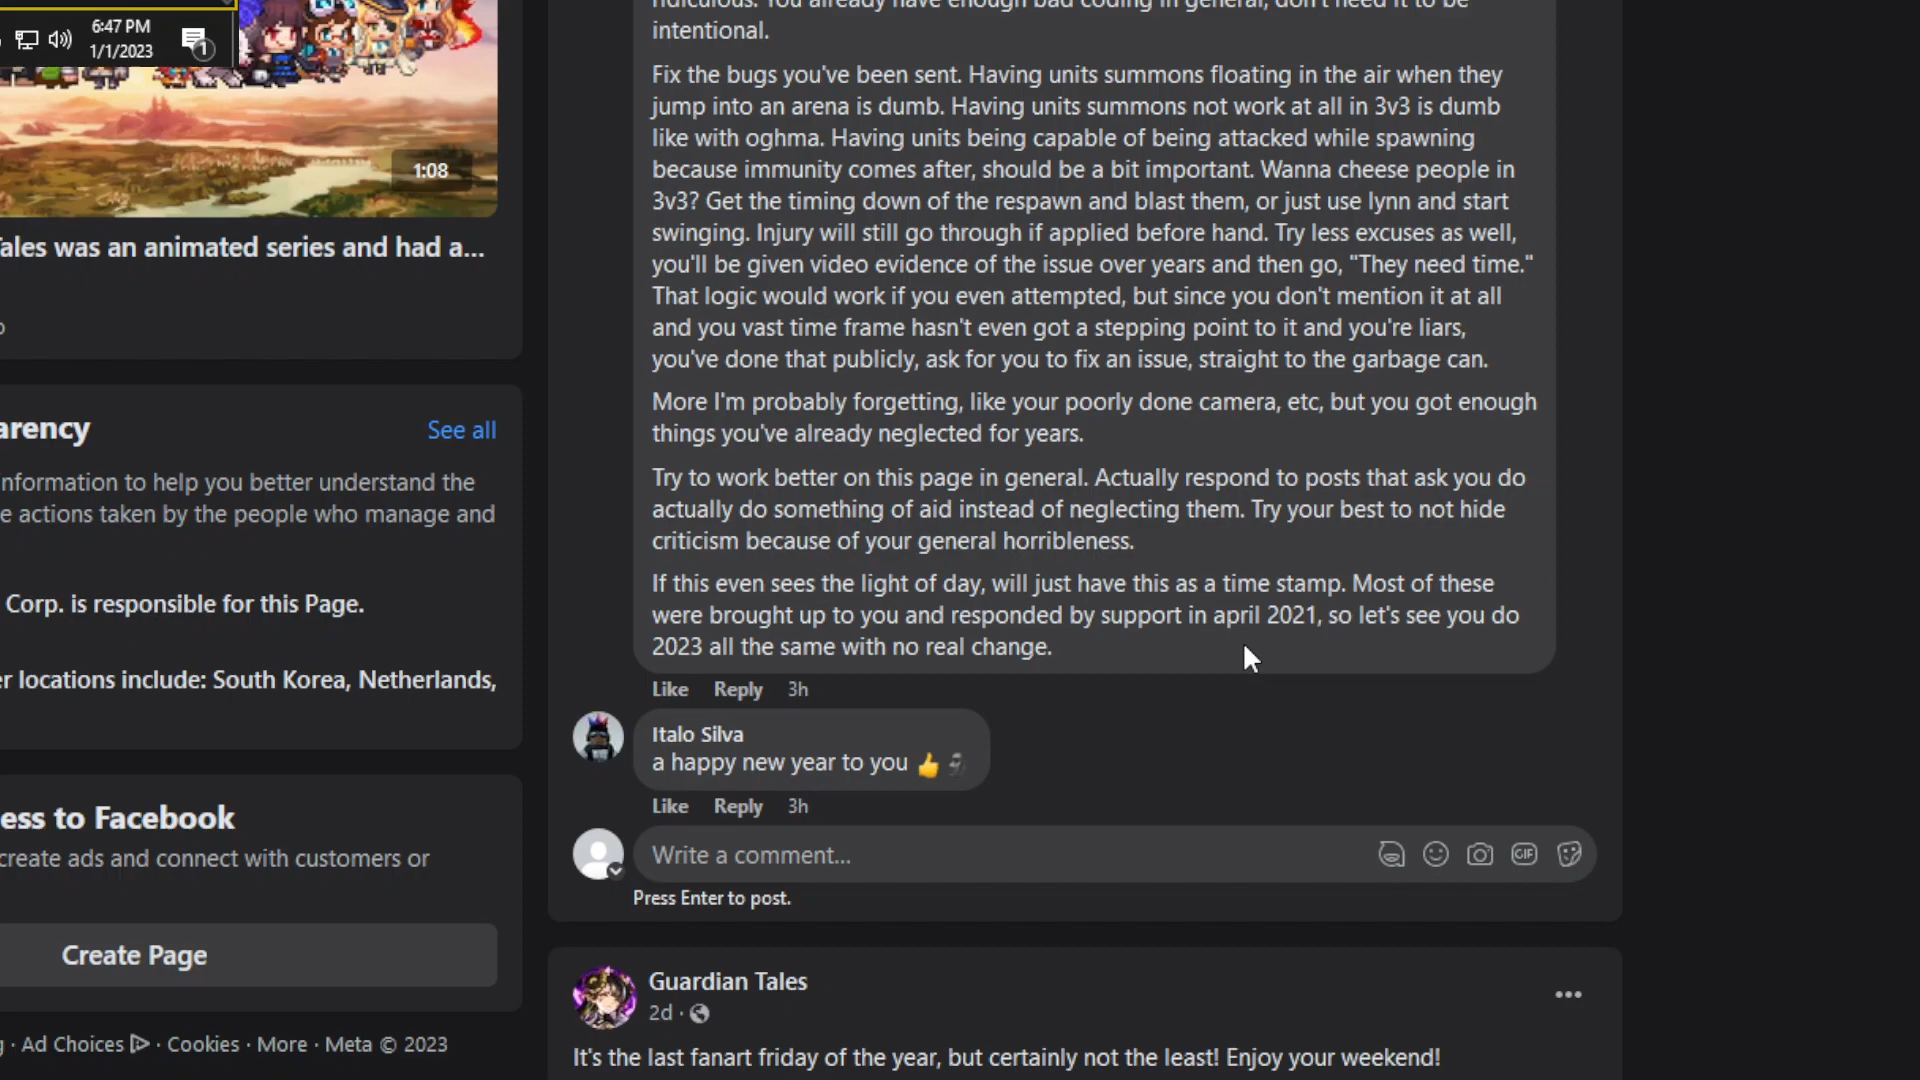 6:47 PM
1/1/2023
1
1:08
ales was an animated series and had a...
arency
See all
nformation to help you better understand the
e actions taken by the people who manage and
Corp. is responsible for this Page.
r locations include: South Korea, Netherlands,
ess to Facebook
create ads and connect with customers or
Create Page
g · Ad Choices · Cookies · More · Meta © 2023
ridiculous. You already have enough bad coding in general, don't need it to be
intentional.
Fix the bugs you've been sent. Having units summons floating in the air when they
jump into an arena is dumb. Having units summons not work at all in 3v3 is dumb
like with oghma. Having units being capable of being attacked while spawning
because immunity comes after, should be a bit important. Wanna cheese people in
3v3? Get the timing down of the respawn and blast them, or just use lynn and start
swinging. Injury will still go through if applied before hand. Try less excuses as well,
you'll be given video evidence of the issue over years and then go, "They need time."
That logic would work if you even attempted, but since you don't mention it at all
and you vast time frame hasn't even got a stepping point to it and you're liars,
you've done that publicly, ask for you to fix an issue, straight to the garbage can.
More I'm probably forgetting, like your poorly done camera, etc, but you got enough
things you've already neglected for years.
Try to work better on this page in general. Actually respond to posts that ask you do
actually do something of aid instead of neglecting them. Try your best to not hide
criticism because of your general horribleness.
If this even sees the light of day, will just have this as a time stamp. Most of these
were brought up to you and responded by support in april 2021, so let's see you do
2023 all the same with no real change.
Like Reply 3h
Italo Silva
a happy new year to you 👍
Like Reply 3h
Write a comment...
GIF
Press Enter to post.
Guardian Tales
2d ·
It's the last fanart friday of the year, but certainly not the least! Enjoy your weekend!